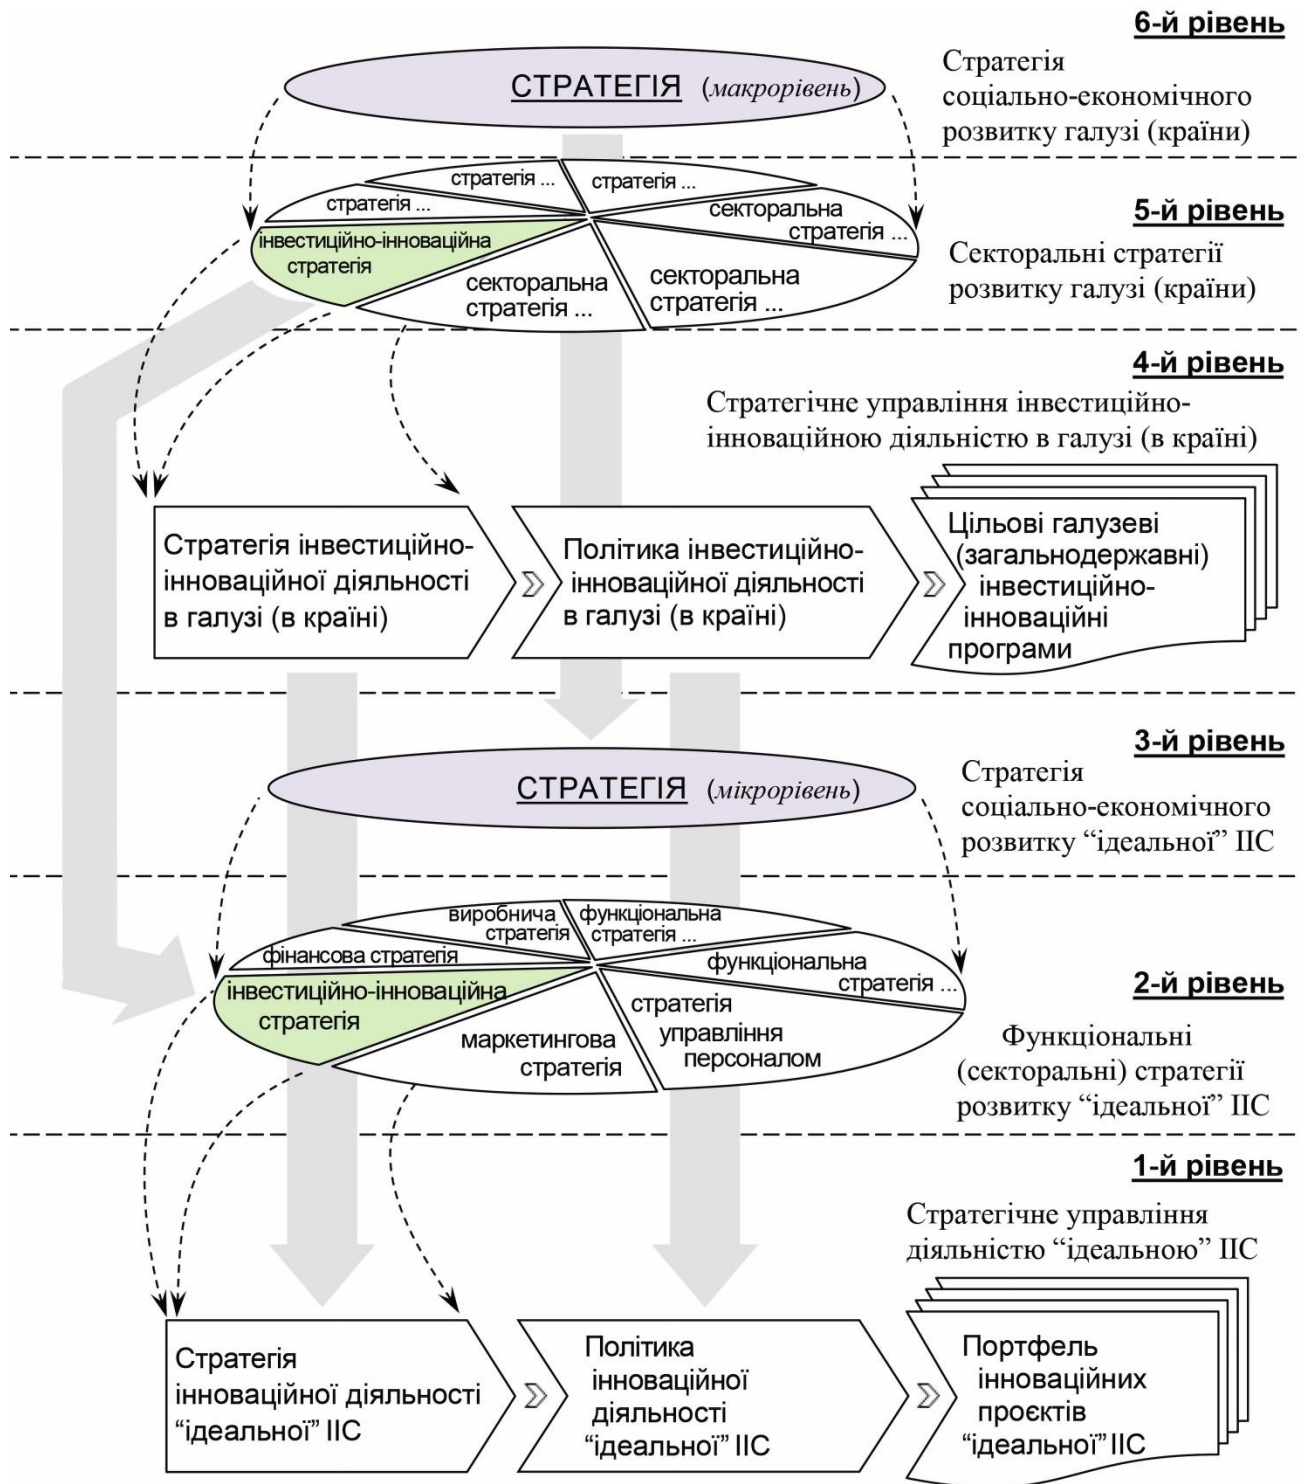 6-й рівень
Стратегія
соціально-економічного
розвитку галузі (країни)
СТРАТЕГІЯ (макрорівень)
стратегія ...
стратегія ...
стратегія ...
секторальна
стратегія ...
інвестиційно-інноваційна
стратегія
секторальна
стратегія ...
секторальна
стратегія ...
5-й рівень
Секторальні стратегії
розвитку галузі (країни)
4-й рівень
Стратегічне управління інвестиційно-
інноваційною діяльністю в галузі (в країні)
Стратегія інвестиційно-
інноваційної діяльності
в галузі (в країні)
Політика інвестиційно-
інноваційної діяльності
в галузі (в країні)
Цільові галузеві
(загальнодержавні)
інвестиційно-
інноваційні
програми
3-й рівень
Стратегія
соціально-економічного
розвитку “ідеальної” ІІС
СТРАТЕГІЯ (мікрорівень)
виробнича
стратегія
функціональна
стратегія ...
фінансова стратегія
функціональна
стратегія ...
інвестиційно-інноваційна
стратегія
маркетингова
стратегія
стратегія
управління
персоналом
2-й рівень
Функціональні
(секторальні) стратегії
розвитку “ідеальної” ІІС
1-й рівень
Стратегічне управління
діяльністю “ідеальною” ІІС
Стратегія
інноваційної діяльності
“ідеальної” ІІС
Політика
інноваційної
діяльності
“ідеальної” ІІС
Портфель
інноваційних
проєктів
“ідеальної” ІІС